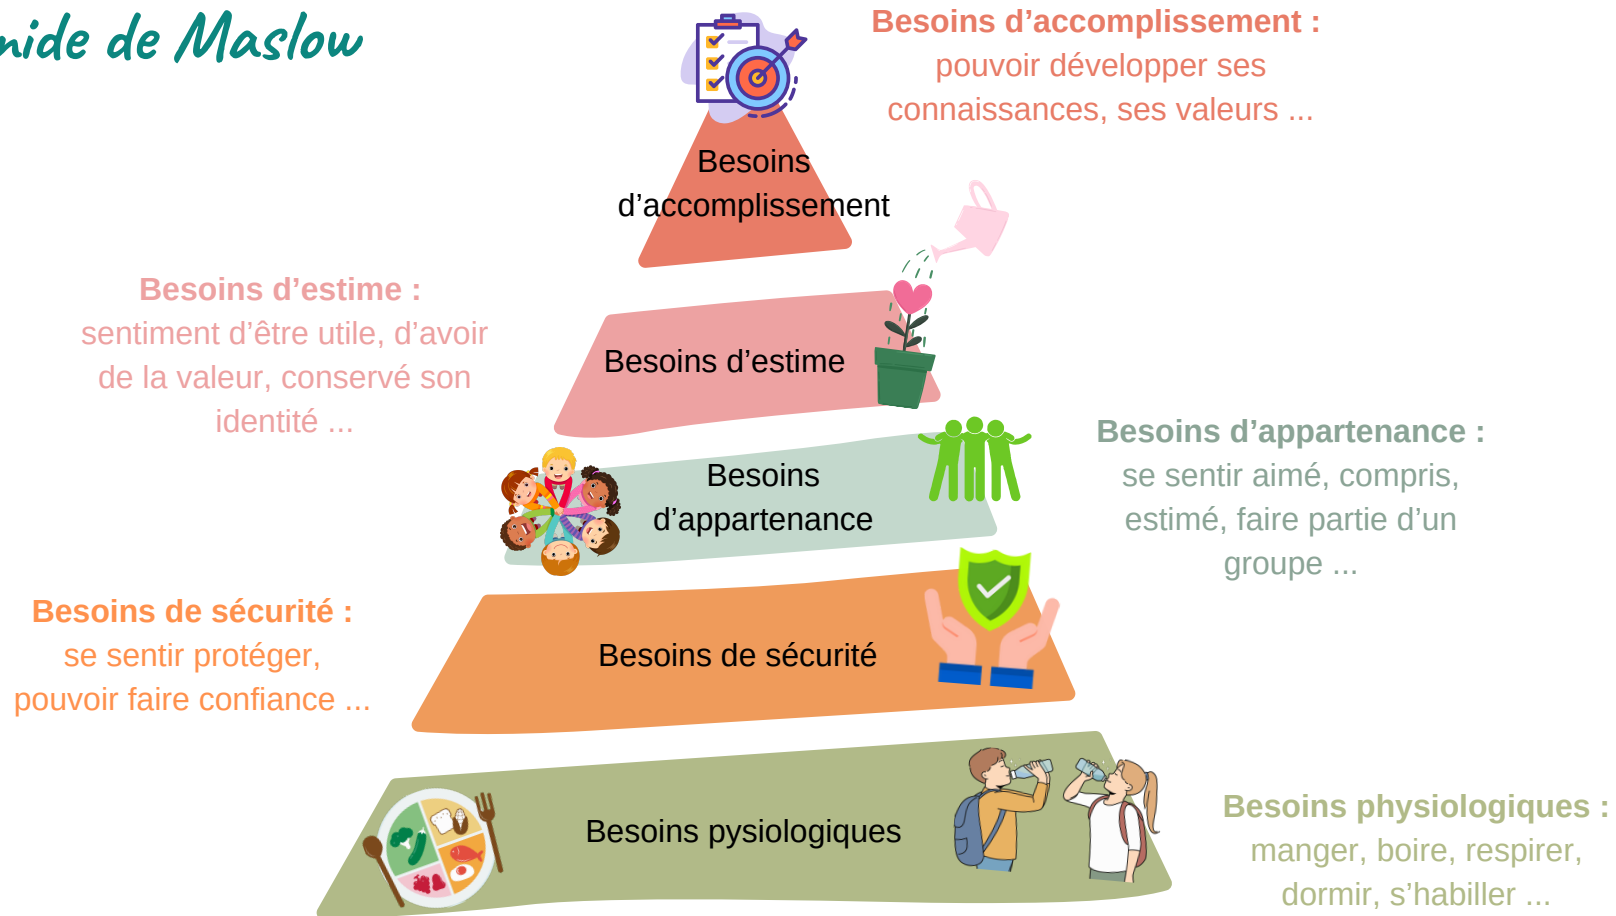 nide de Maslow
Besoins d’accomplissement :
pouvoir développer ses
connaissances, ses valeurs ...
Besoins
d’accomplissement
Besoins d’estime :
sentiment d’être utile, d’avoir
de la valeur, conservé son
identité ...
Besoins d’estime
Besoins d’appartenance :
se sentir aimé, compris,
estimé, faire partie d’un
groupe ...
Besoins
d’appartenance
Besoins de sécurité :
se sentir protéger,
pouvoir faire confiance ...
Besoins de sécurité
Besoins pysiologiques
Besoins physiologiques :
manger, boire, respirer,
dormir, s’habiller ...